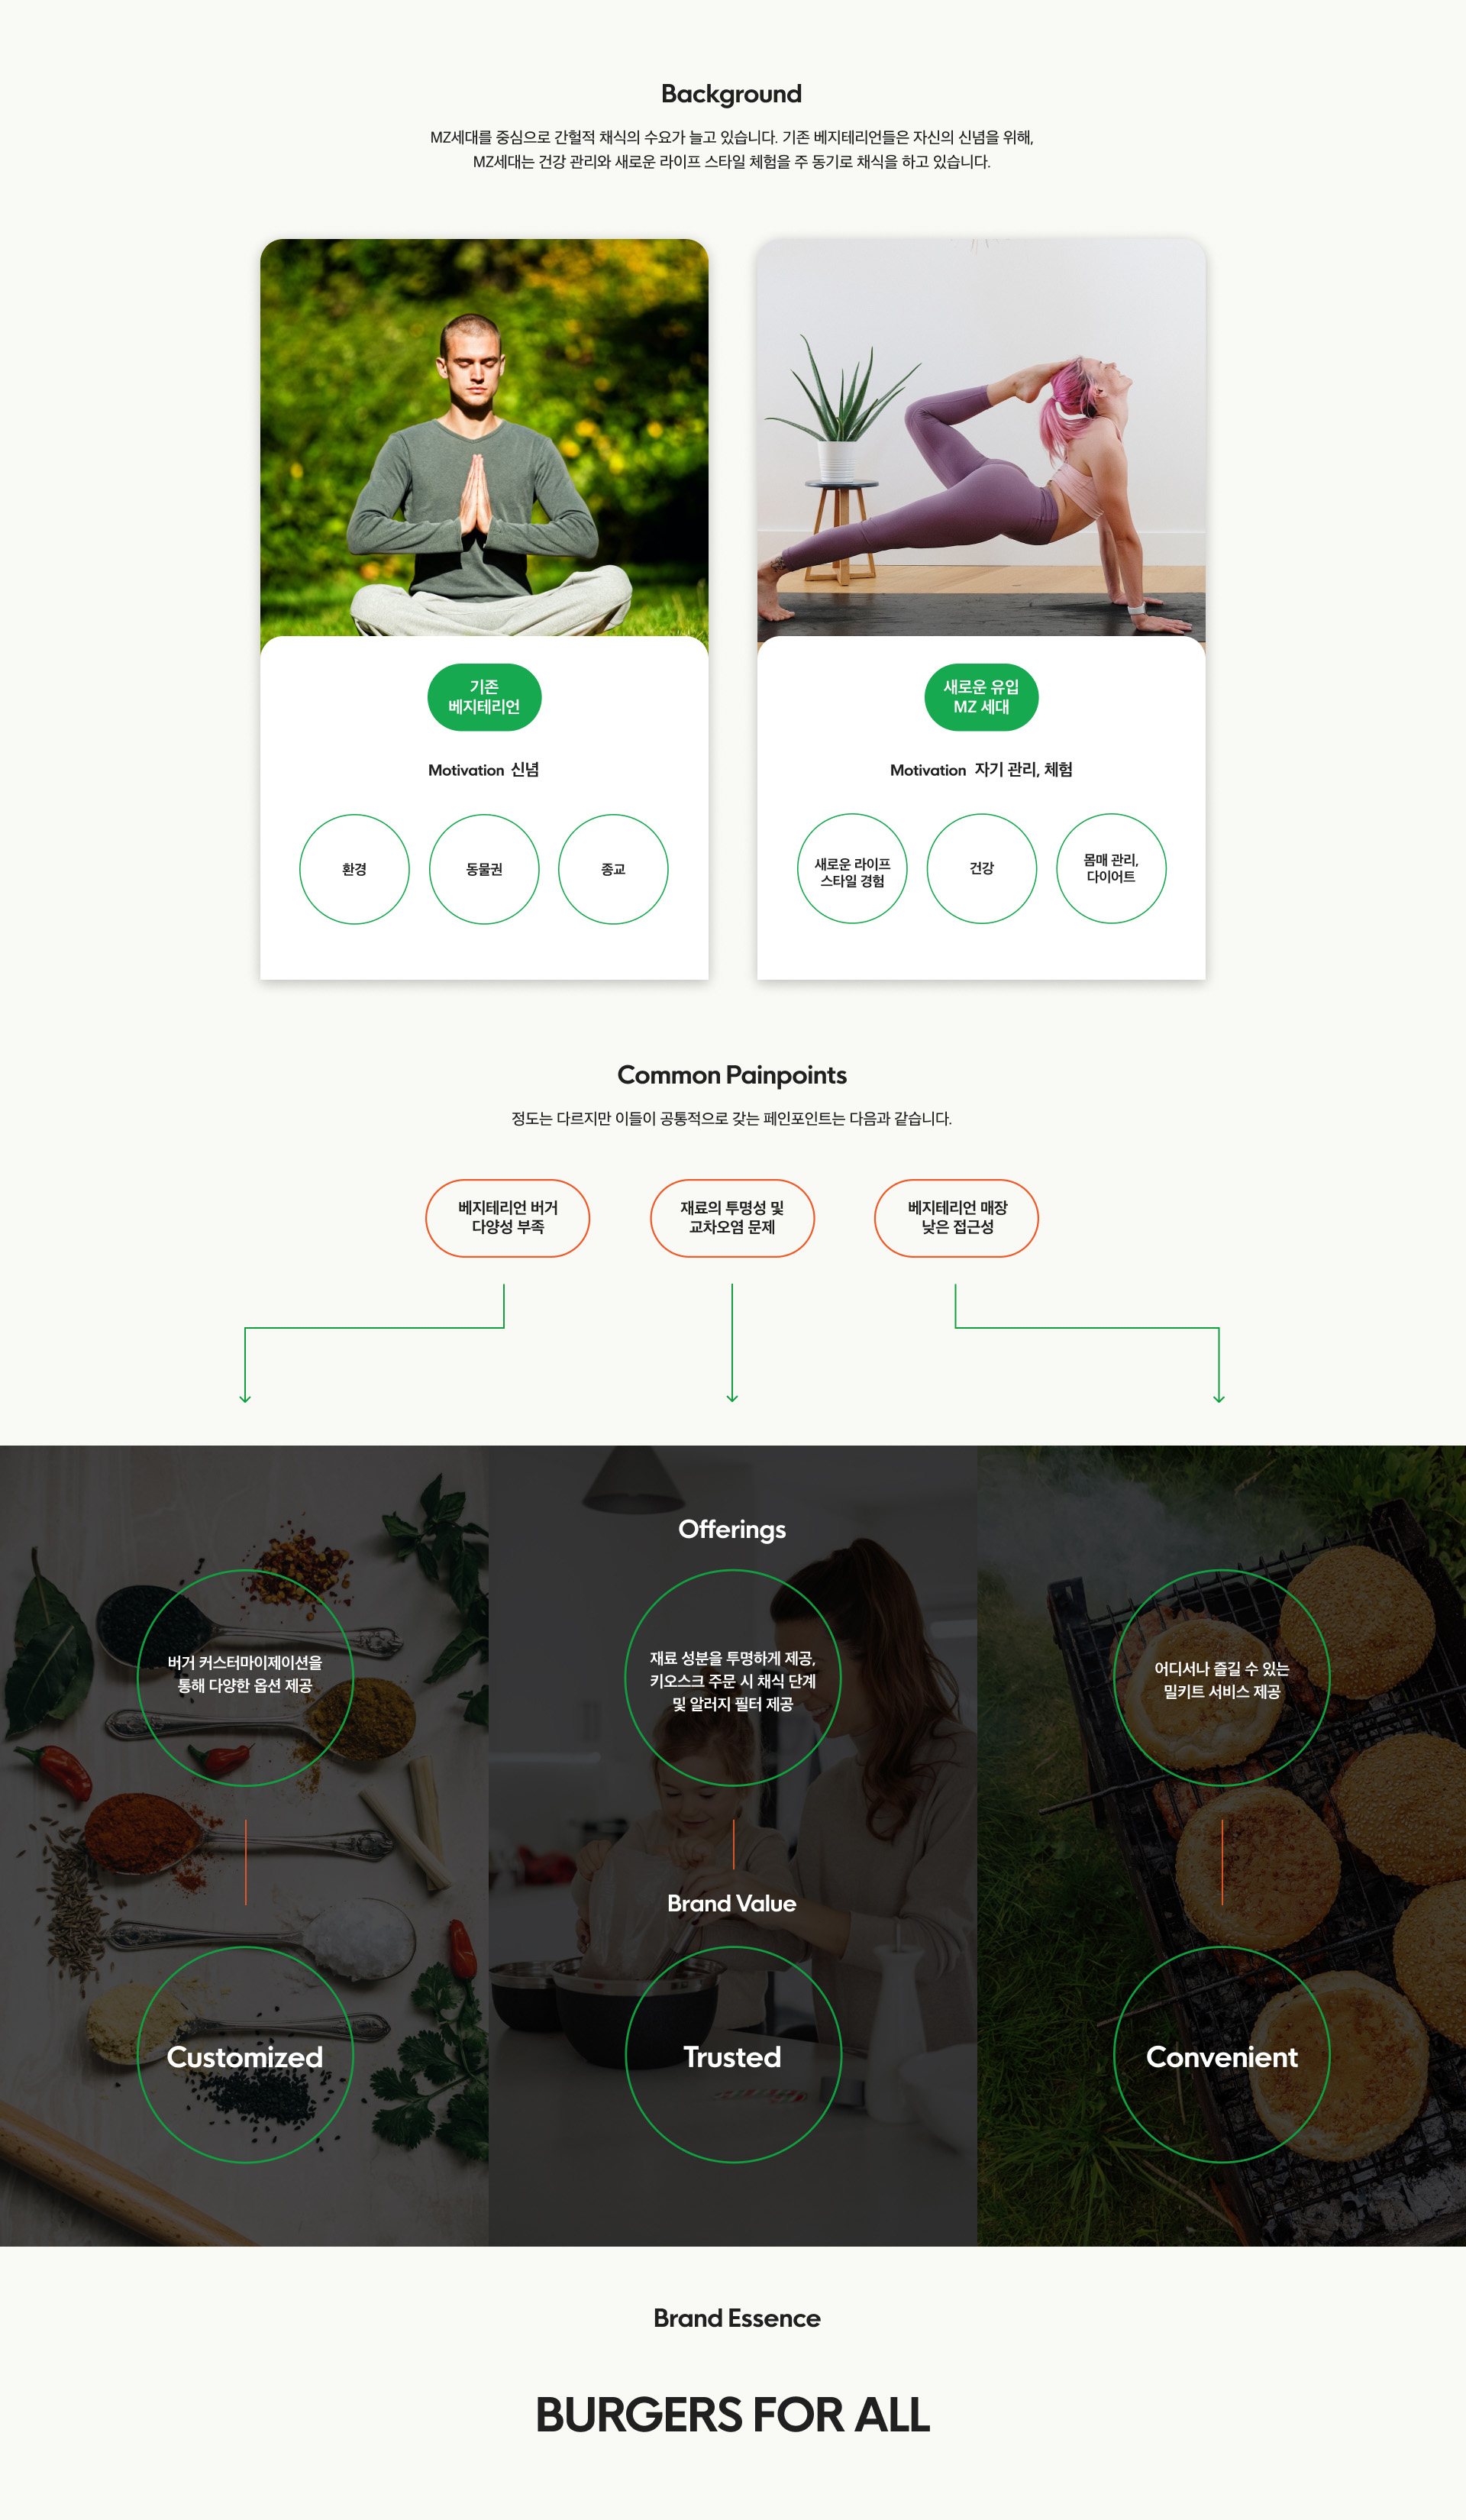 Background
MZ세대를 중심으로 간헐적 채식의 수요가 늘고 있습니다. 기존 베지테리언들은 자신의 신념을 위해,
MZ세대는 건강 관리와 새로운 라이프 스타일 체험을 주 동기로 채식을 하고 있습니다.
기존
베지테리언
Motivation 신념
환경
동물권
종교
새로운 유입
MZ 세대
Motivation 자기 관리, 체험
새로운 라이프
스타일 경험
건강
몸매 관리,
다이어트
Common Painpoints
정도는 다르지만 이들이 공통적으로 갖는 페인포인트는 다음과 같습니다.
베지테리언 버거
다양성 부족
재료의 투명성 및
교차오염 문제
베지테리언 매장
낮은 접근성
Offerings
버거 커스터마이제이션을
통해 다양한 옵션 제공
재료 성분을 투명하게 제공,
키오스크 주문 시 채식 단계
및 알러지 필터 제공
어디서나 즐길 수 있는
밀키트 서비스 제공
Brand Value
Customized
Trusted
Convenient
Brand Essence
BURGERS FOR ALL